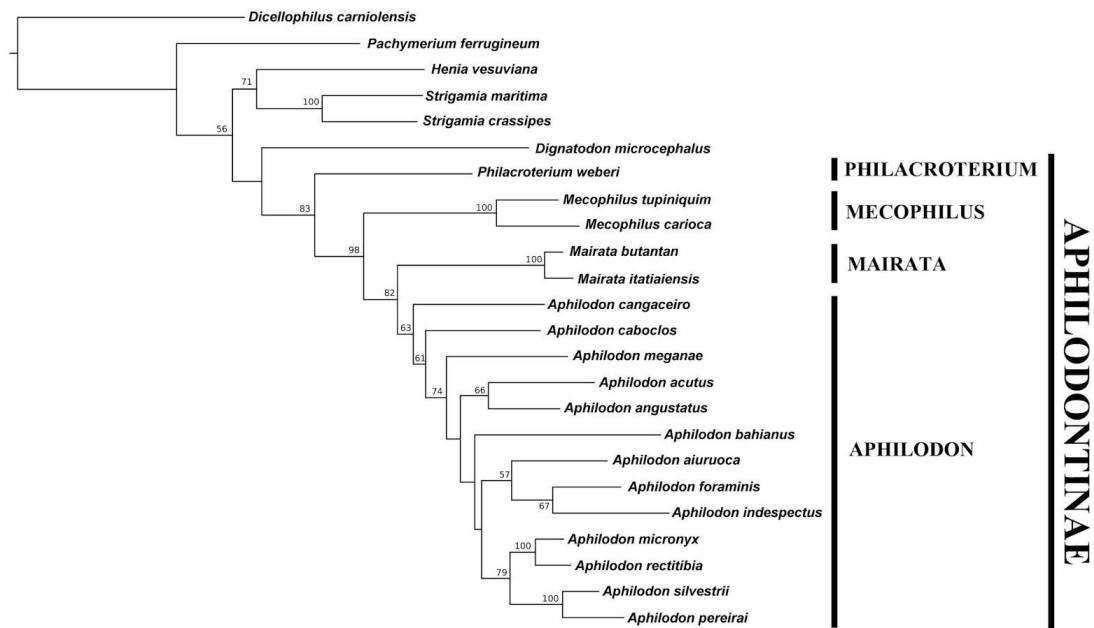 Dicellophilus carniolensis
Pachymerium ferrugineum
Henia vesuviana
71
Strigamia maritima
100
Strigamia crassipes
56
Dignatodon microcephalus
Philacroterium weberi
PHILACROTERIUM
Mecophilus tupiniquim
83
100
MECOPHILUS
Mecophilus carioca
98
Mairata butantan
100
MAIRATA
Mairata itatiaiensis
82
Aphilodon cangaceiro
63
Aphilodon caboclos
61
Aphilodon meganae
Aphilodon acutus
74
66
Aphilodon angustatus
Aphilodon bahianus
APHILODON
Aphilodon aiuruoca
57
Aphilodon foraminis
67
Aphilodon indespectus
Aphilodon micronyx
100
Aphilodon rectitibia
79
Aphilodon silvestrii
100
Aphilodon pereirai
APHILODONTINAE